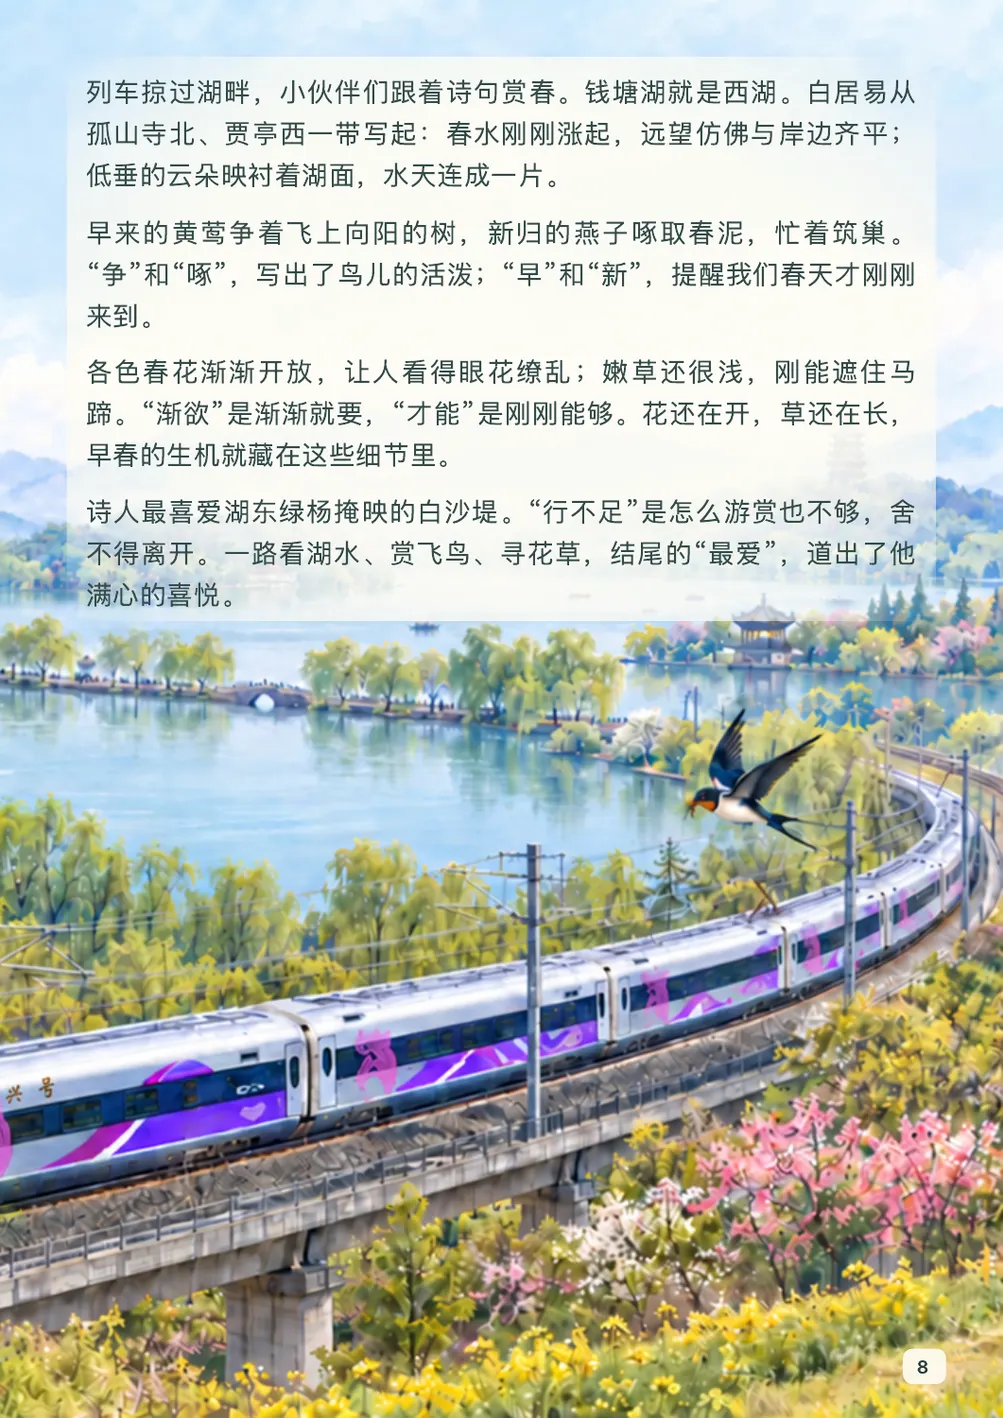 列车掠过湖畔，小伙伴们跟着诗句赏春。钱塘湖就是西湖。白居易从
孤山寺北、贾亭西一带写起：春水刚刚涨起，远望仿佛与岸边齐平；
低垂的云朵映衬着湖面，水天连成一片。
早来的黄莺争着飞上向阳的树，新归的燕子啄取春泥，忙着筑巢。
“争”和“啄”，写出了鸟儿的活泼；“早”和“新”，提醒我们春天才刚刚
来到。
各色春花渐渐开放，让人看得眼花缭乱；嫩草还很浅，刚能遮住马
蹄。“渐欲”是渐渐就要，“才能”是刚刚能够。花还在开，草还在长，
早春的生机就藏在这些细节里。
诗人最喜爱湖东绿杨掩映的白沙堤。“行不足”是怎么游赏也不够，舍
不得离开。一路看湖水、赏飞鸟、寻花草，结尾的“最爱”，道出了他
满心的喜悦。
兴号
8